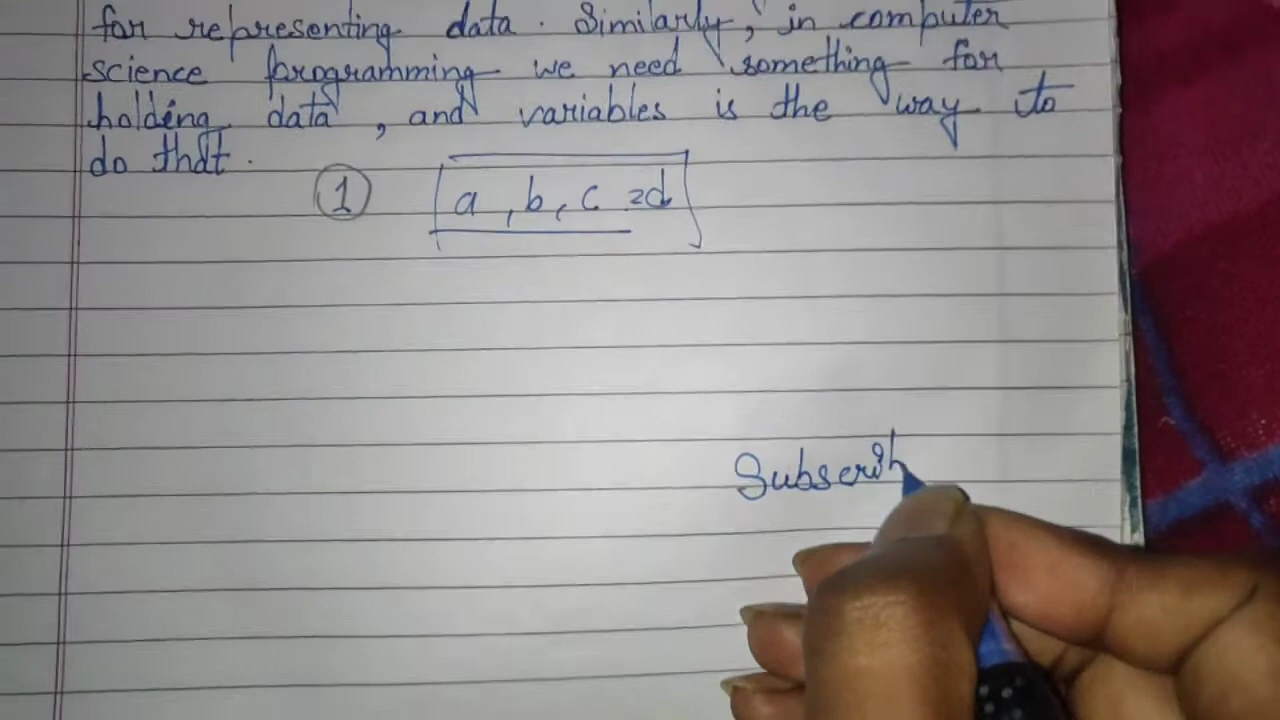 for representing data. Similarly, in computer
science programming we need something for
holding data, and variables is the way to
do that.
1 a, b, c =d
Subscrib